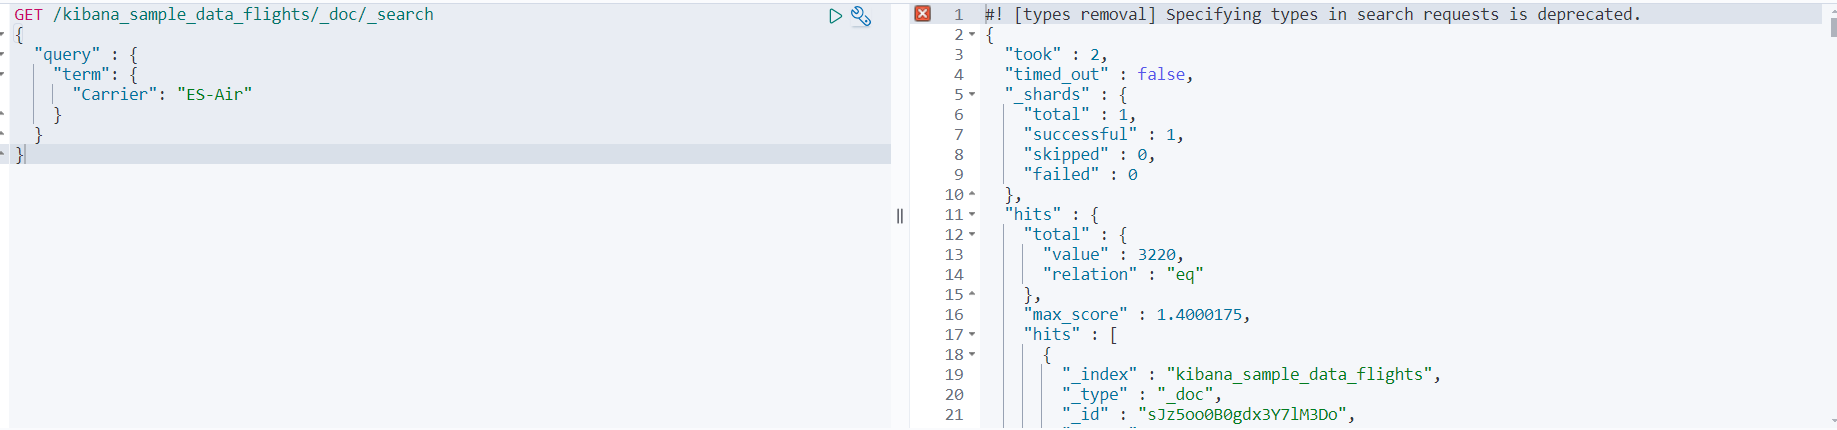 GET /kibana_sample_data_flights/_doc/_search
{
"query" : {
"term": {
"Carrier": "ES-Air"
}
}
}
1 #! [types removal] Specifying types in search requests is deprecated.
2 {
3 "took" : 2,
4 "timed_out" : false,
5 "_shards" : {
6 "total" : 1,
7 "successful" : 1,
8 "skipped" : 0,
9 "failed" : 0
10 },
11 "hits" : {
12 "total" : {
13 "value" : 3220,
14 "relation" : "eq"
15 },
16 "max_score" : 1.4000175,
17 "hits" : [
18 {
19 "_index" : "kibana_sample_data_flights",
20 "_type" : "_doc",
21 "_id" : "sJz5oo0B0gdx3Y7lM3Do",